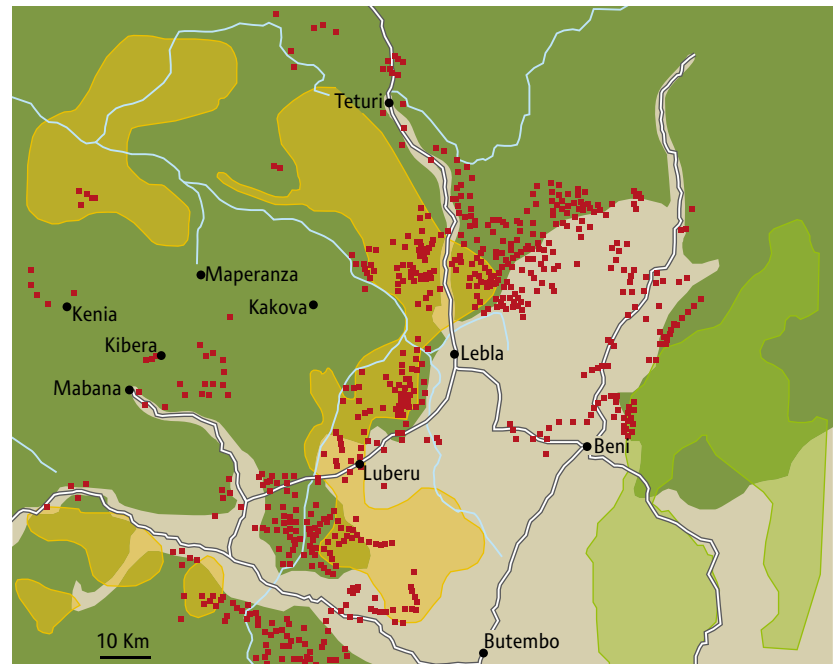 Teturi
Maperanza
Kakova
Kenia
Kibera
Lebla
Mabana
Beni
Luberu
10 Km
Butembo